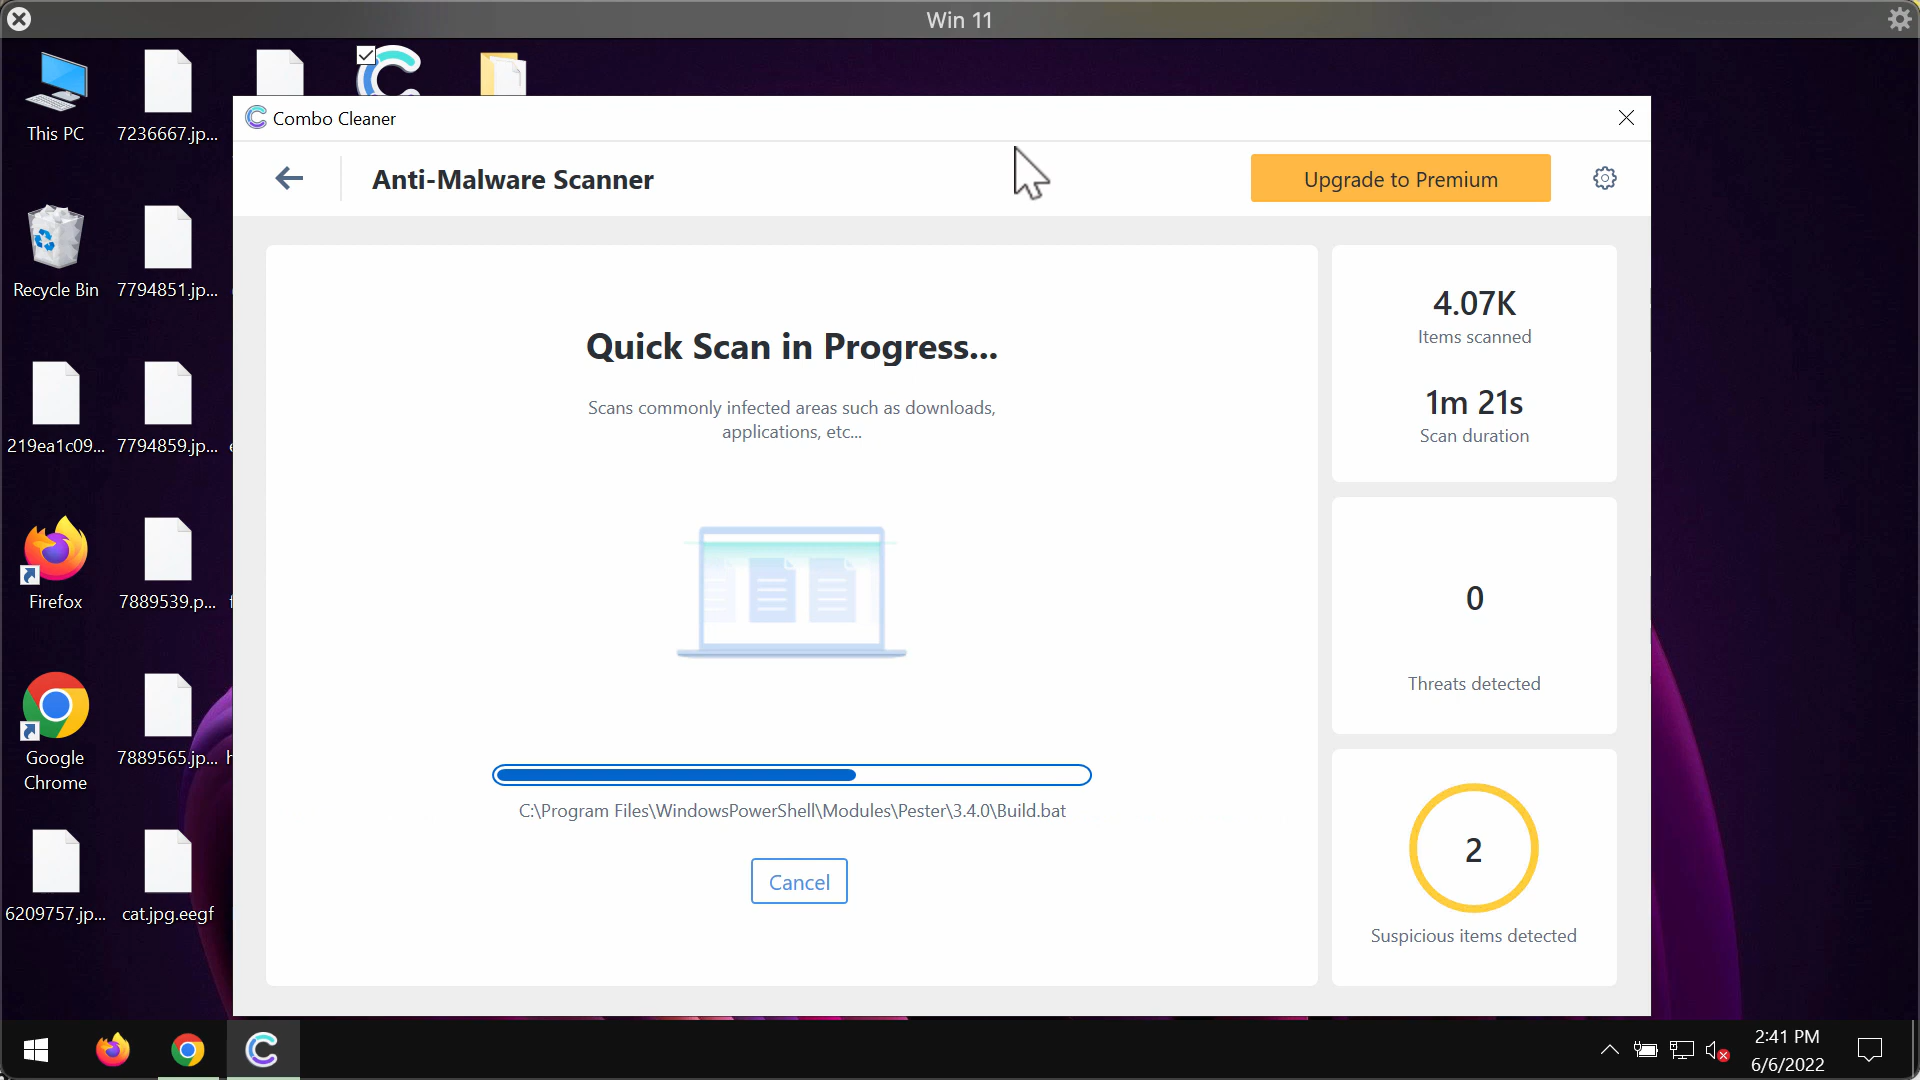 Win 11
This PC
7236667.jp...
Combo Cleaner
Anti-Malware Scanner
Upgrade to Premium
Recycle Bin
7794851.jp...
Quick Scan in Progress...
Scans commonly infected areas such as downloads,
applications, etc...
4.07K
Items scanned
1m 21s
Scan duration
219ea1c09...
7794859.jp...
Firefox
7889539.p...
0
Threats detected
Google
Chrome
7889565.jp...
C:\Program Files\WindowsPowerShell\Modules\Pester\3.4.0\Build.bat
Cancel
2
Suspicious items detected
6209757.jp...
cat.jpg.eegf
2:41 PM
6/6/2022